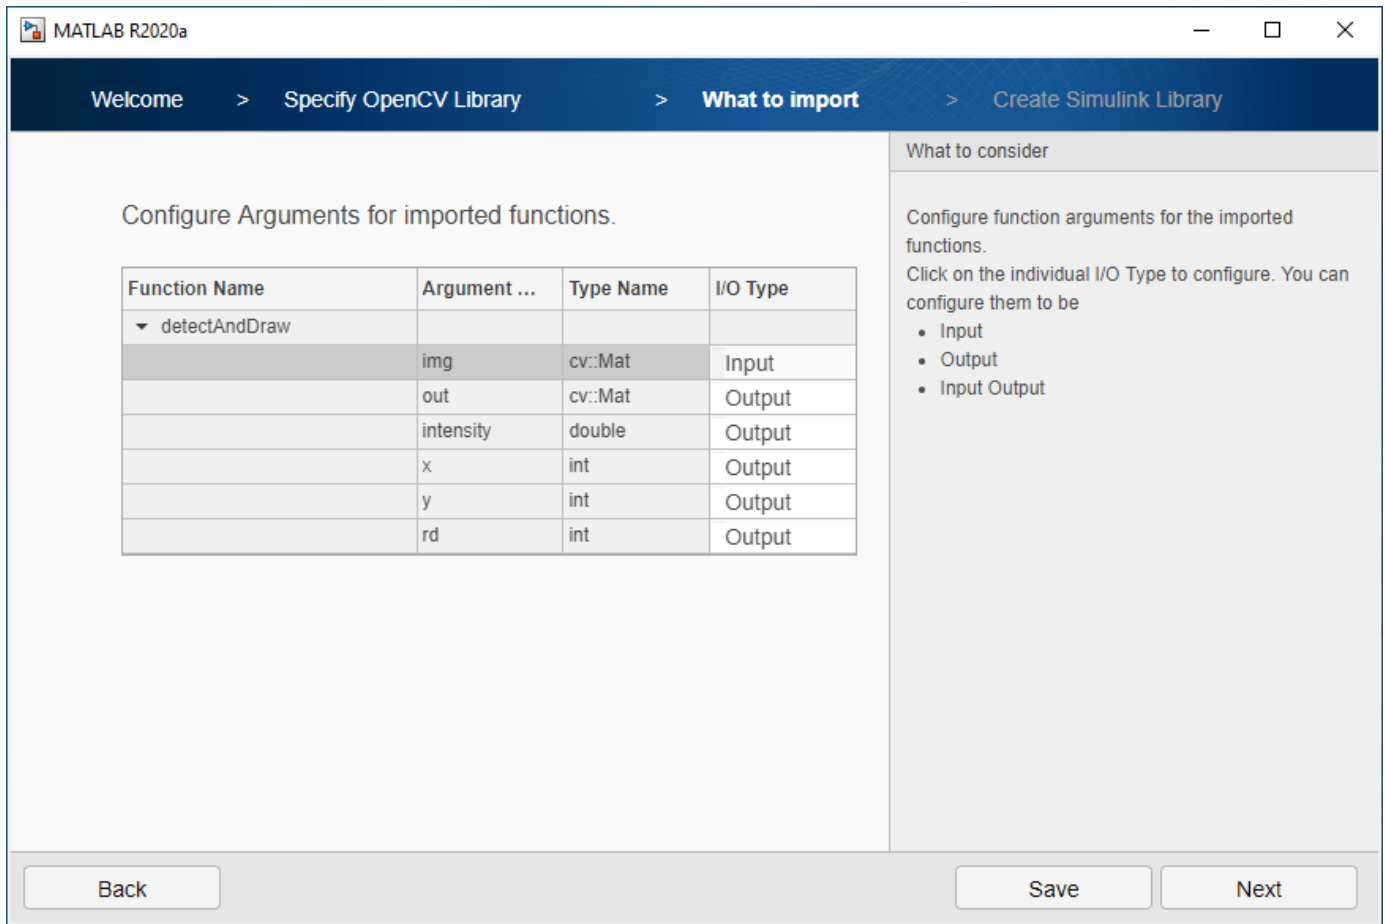 MATLAB R2020a
Welcome > Specify OpenCV Library > What to import > Create Simulink Library
What to consider
Configure Arguments for imported functions.
Function Name Argument ... Type Name I/O Type
detectAndDraw
img cv::Mat Input
out cv::Mat Output
intensity double Output
x int Output
y int Output
rd int Output
Configure function arguments for the imported
functions.
Click on the individual I/O Type to configure. You can
configure them to be
• Input
• Output
• Input Output
Back Save Next